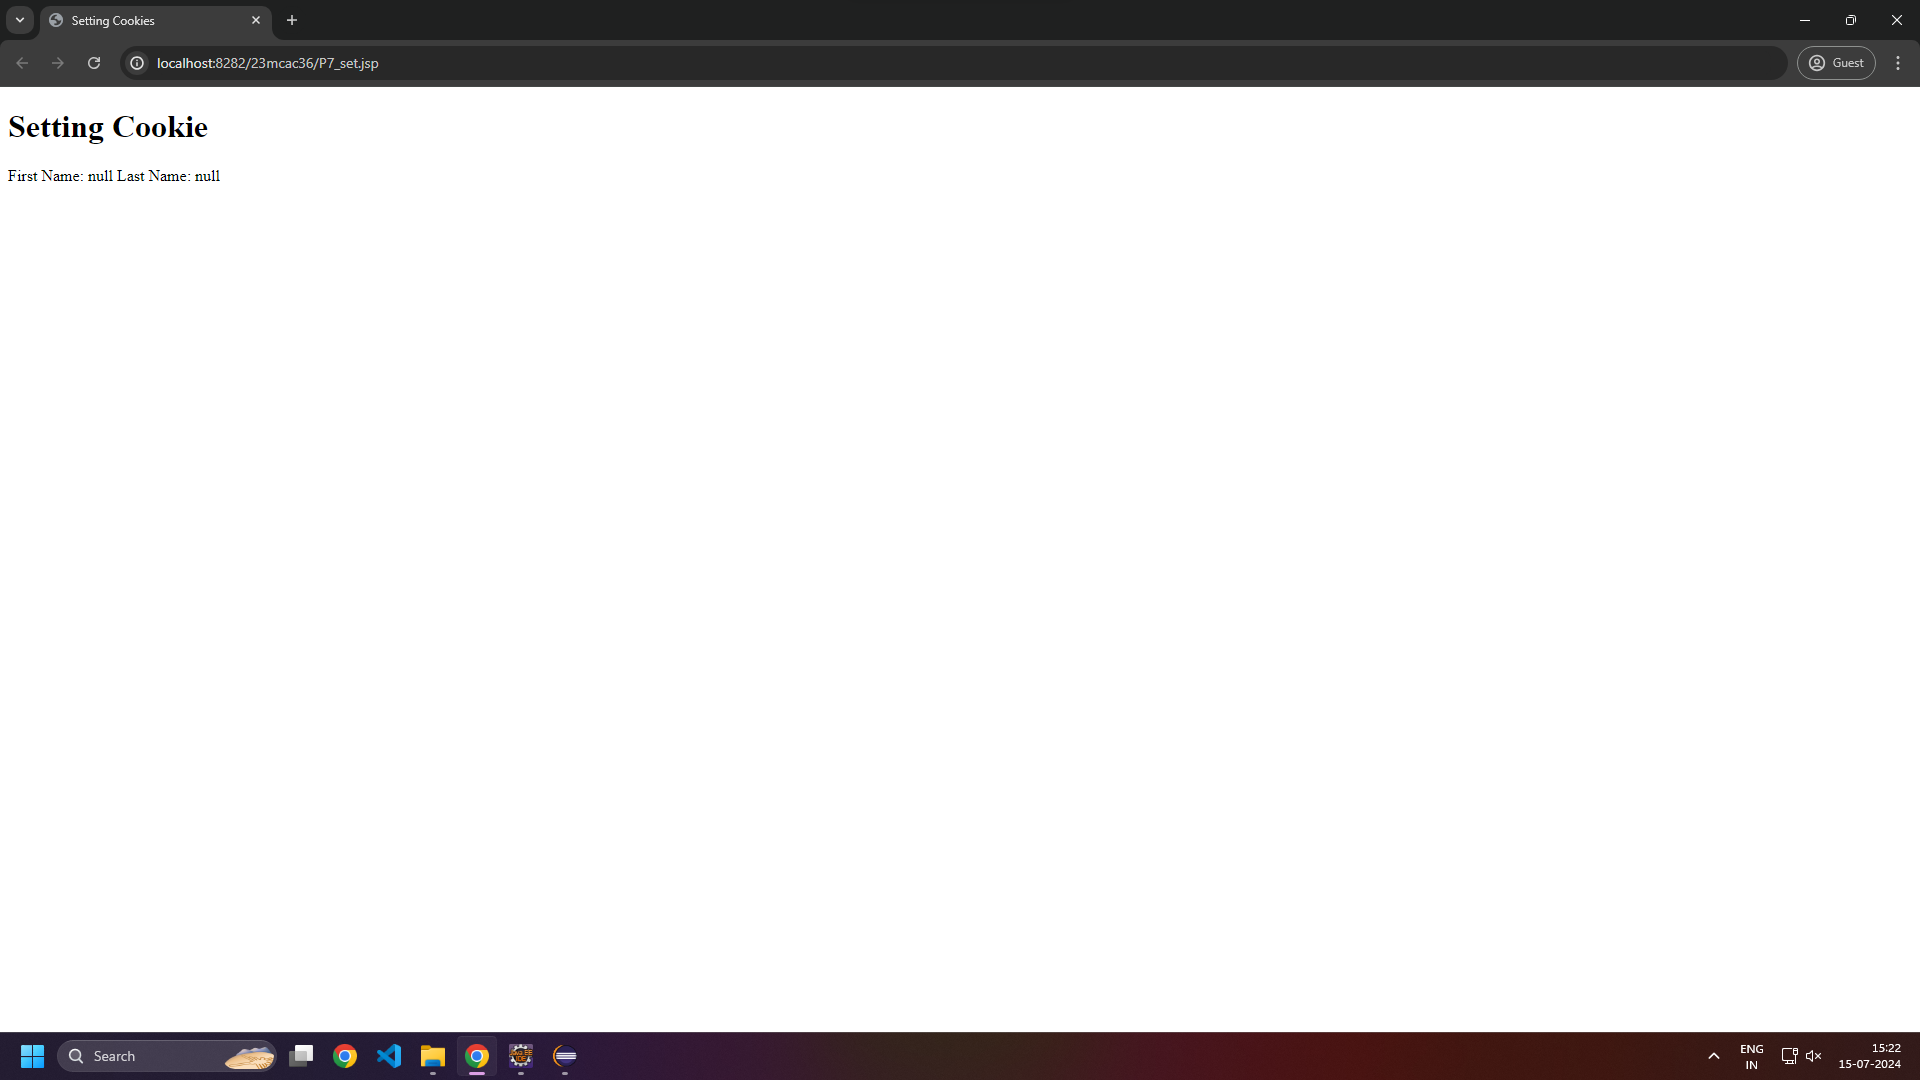 Setting Cookies
localhost:8282/23mcac36/P7_set.jsp
Guest
Setting Cookie
First Name: null Last Name: null
Search
ENG
IN
15:22
15-07-2024